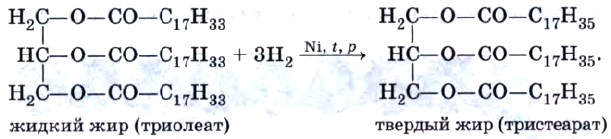 H₂C—O—CO—C₁₇H₃₃ H₂C—O—CO—C₁₇H₃₅
HC—O—CO—C₁₇H₃₃ + 3H₂ Ni, t, p → HC—O—CO—C₁₇H₃₅.
H₂C—O—CO—C₁₇H₃₃ H₂C—O—CO—C₁₇H₃₅
жидкий жир (триолеат) твердый жир (тристеарат)